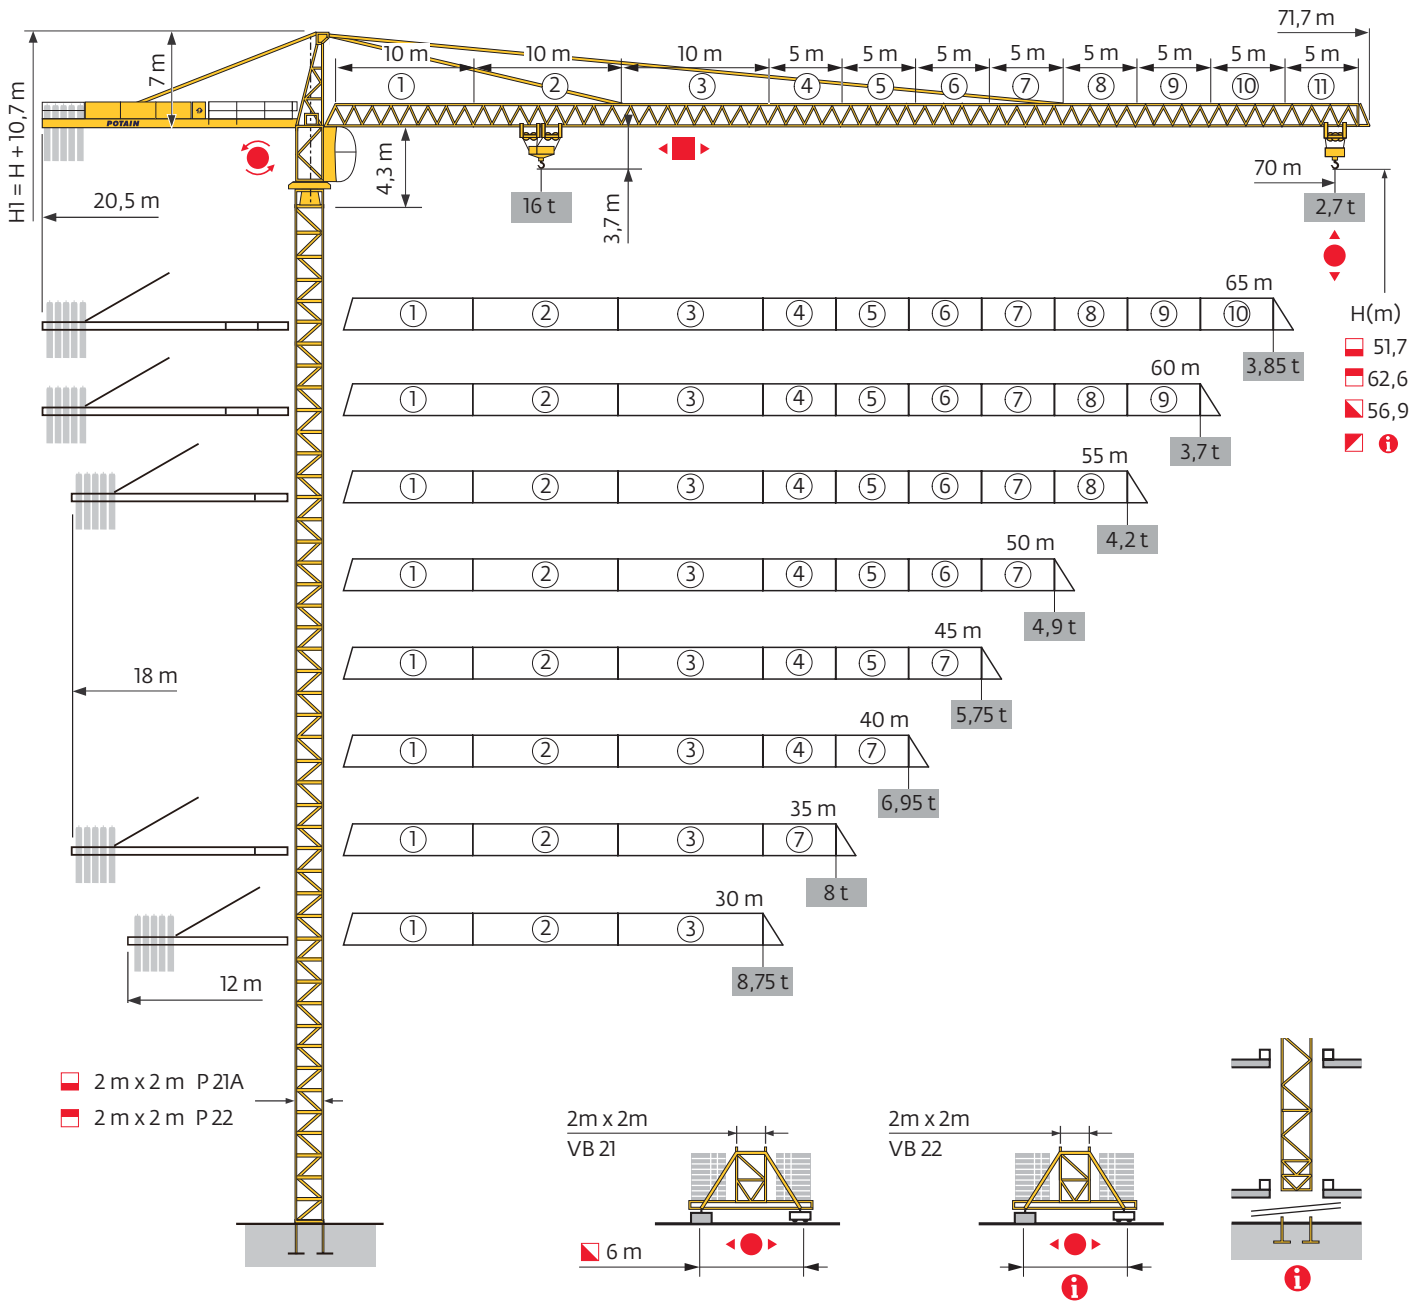 71,7 m
10 m 10 m 10 m 5 m 5 m 5 m 5 m 5 m 5 m 5 m 5 m
1 2 3 4 5 6 7 8 9 10 11
7 m
H1 = H + 10,7 m
POTAIN
4,3 m
20,5 m
16 t
3,7 m
70 m
2,7 t
65 m
1 2 3 4 5 6 7 8 9 10
3,85 t
H(m)
51,7
62,6
56,9
i
60 m
1 2 3 4 5 6 7 8 9
3,7 t
55 m
1 2 3 4 5 6 7 8
4,2 t
50 m
1 2 3 4 5 6 7
4,9 t
45 m
1 2 3 4 5 7
5,75 t
18 m
40 m
1 2 3 4 7
6,95 t
35 m
1 2 3 7
8 t
30 m
1 2 3
8,75 t
12 m
2 m x 2 m P 21A
2 m x 2 m P 22
2m x 2m
VB 21
6 m
2m x 2m
VB 22
i
i